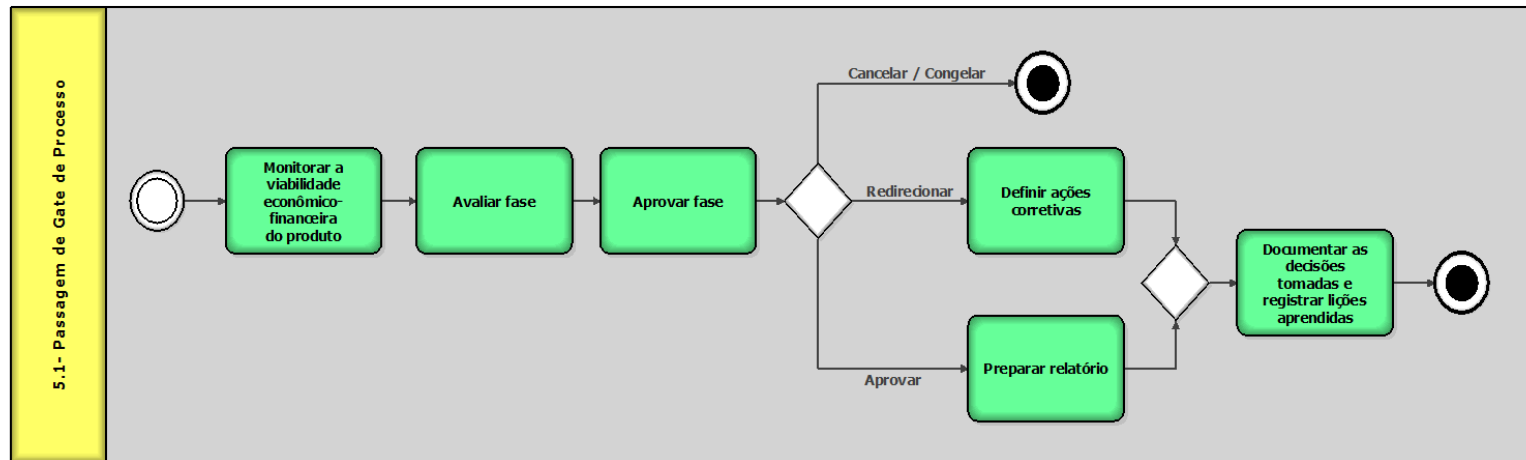 5.1- Passagem de Gate de Processo
Monitorar a
viabilidade
econômico-
financeira
do produto
Avaliar fase
Aprovar fase
Cancelar / Congelar
Redirecionar
Aprovar
Definir ações
corretivas
Preparar relatório
Documentar as
decisões
tomadas e
registrar lições
aprendidas